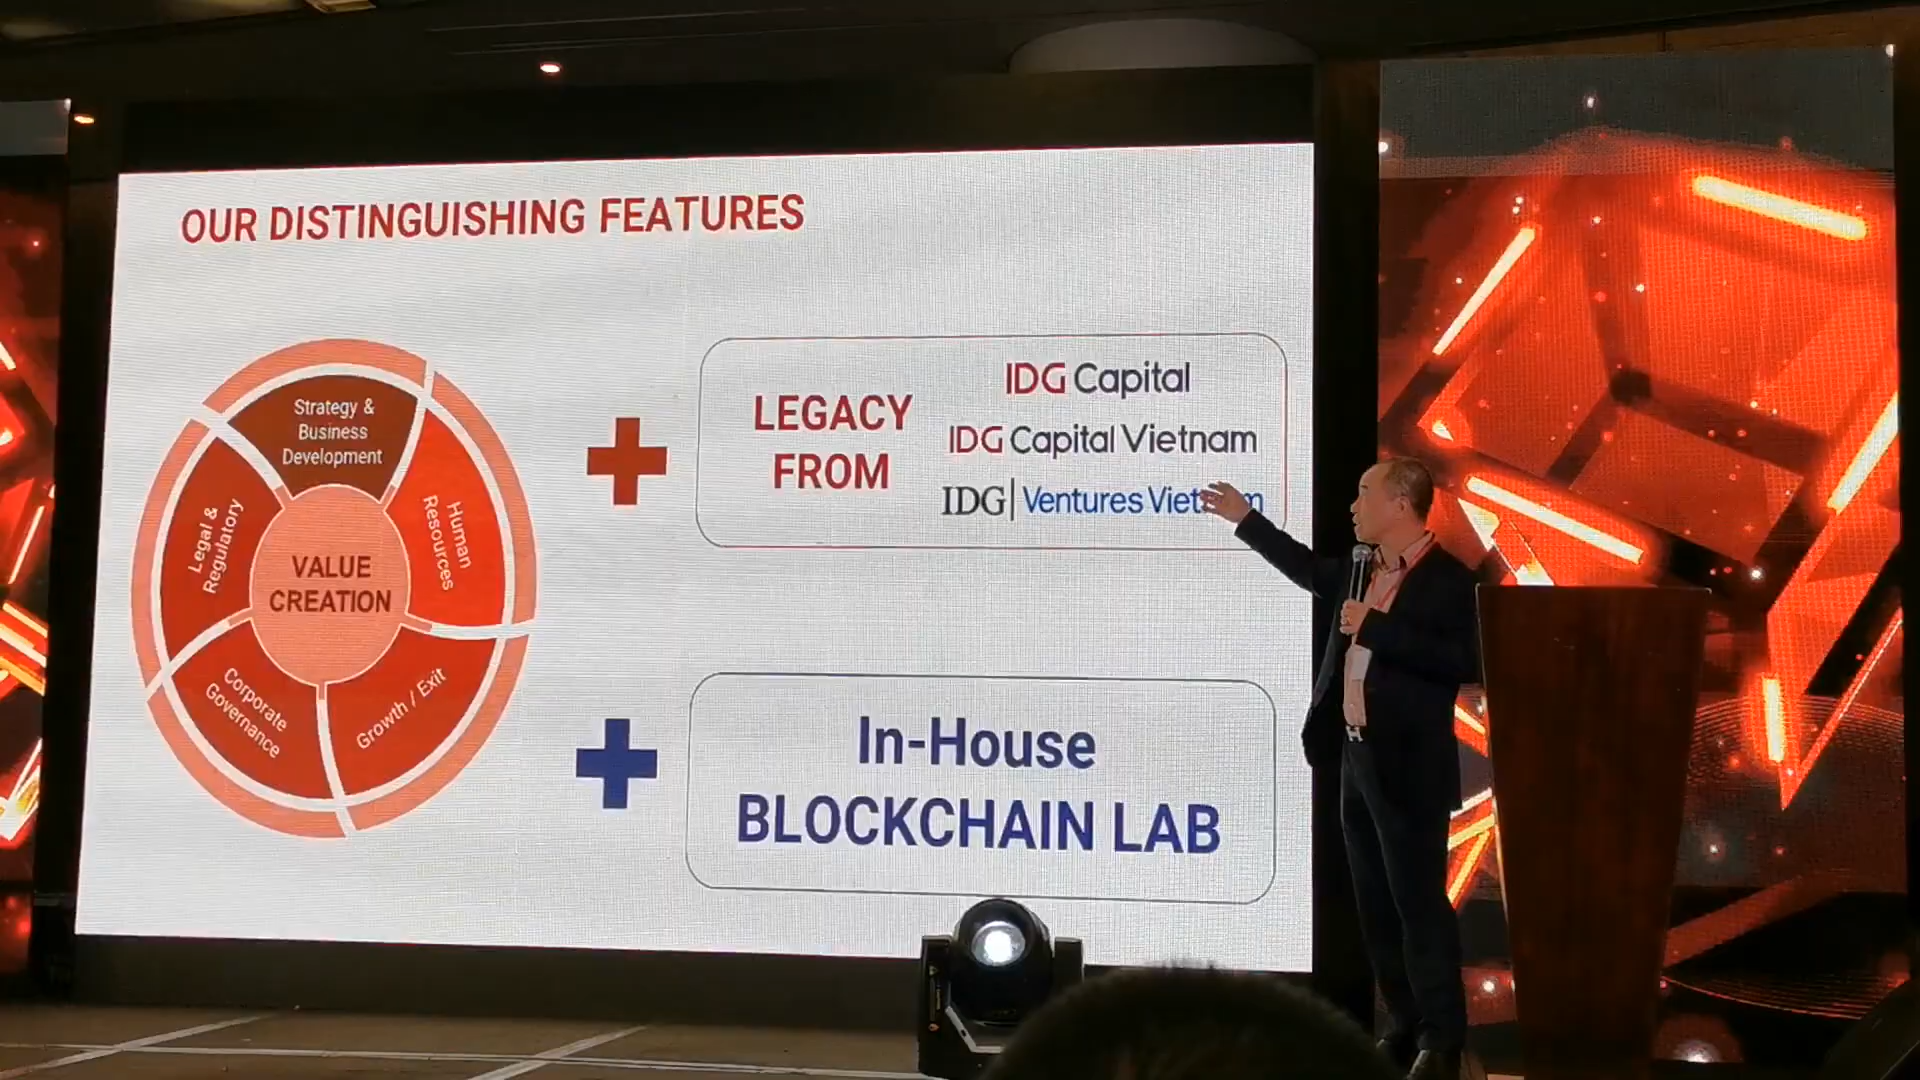 OUR DISTINGUISHING FEATURES
Strategy &
Business
Development
Human
Resources
Growth / Exit
Corporate
Governance
Legal &
Regulatory
VALUE
CREATION
LEGACY
FROM
IDG Capital
IDG Capital Vietnam
IDG Ventures
In-House
BLOCKCHAIN LAB